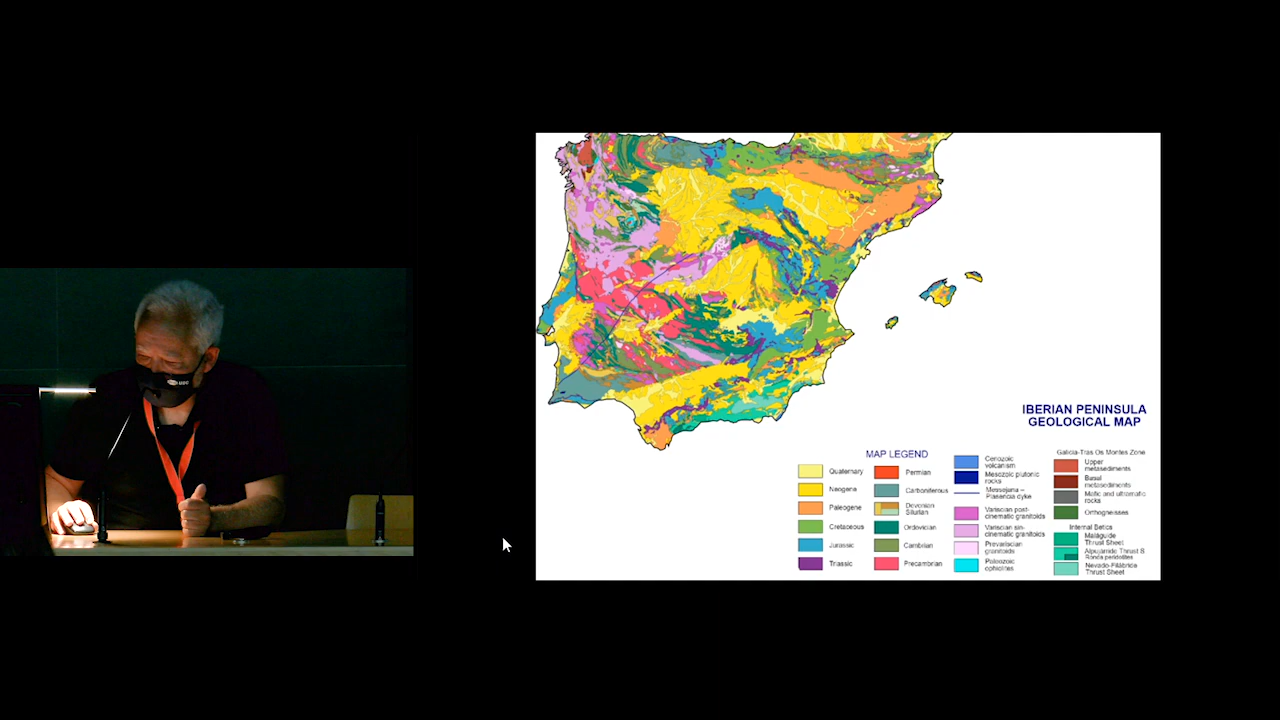 IBERIAN PENINSULA
GEOLOGICAL MAP
MAP LEGEND
Quaternary
Neogene
Paleogene
Cretaceous
Jurassic
Triassic
Permian
Carboniferous
Devonian
Silurian
Ordovician
Cambrian
Precambrian
Cenozoic
volcanism
Mesozoic plutonic
rocks
Messejana –
Plasencia dyke
Variscan post-
cinematic granitoids
Variscan sin-
cinematic granitoids
Prevariscan
granitoids
Paleozoic
ophiolites
Galicia-Tras Os Montes Zone
Upper
metasediments
Basal
metasediments
Mafic and ultramafic
rocks
Orthogneisses
Internal Betics
Maláguide
Thrust Sheet
Alpujárride Thrust S
Ronda peridotites
Nevado-Filábride
Thrust Sheet